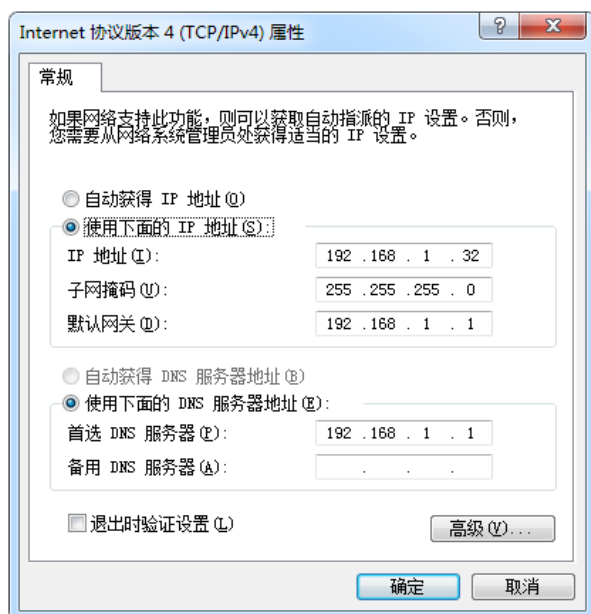 Internet 协议版本 4 (TCP/IPv4) 属性
常规
如果网络支持此功能，则可以获取自动指派的 IP 设置。否则，
您需要从网络系统管理员处获得适当的 IP 设置。
自动获得 IP 地址(O)
使用下面的 IP 地址(S):
IP 地址(I): 192 . 168 . 1 . 32
子网掩码(U): 255 . 255 . 255 . 0
默认网关(D): 192 . 168 . 1 . 1
自动获得 DNS 服务器地址(B)
使用下面的 DNS 服务器地址(E):
首选 DNS 服务器(P): 192 . 168 . 1 . 1
备用 DNS 服务器(A): . . .
退出时验证设置(L)
高级(V)...
确定 取消